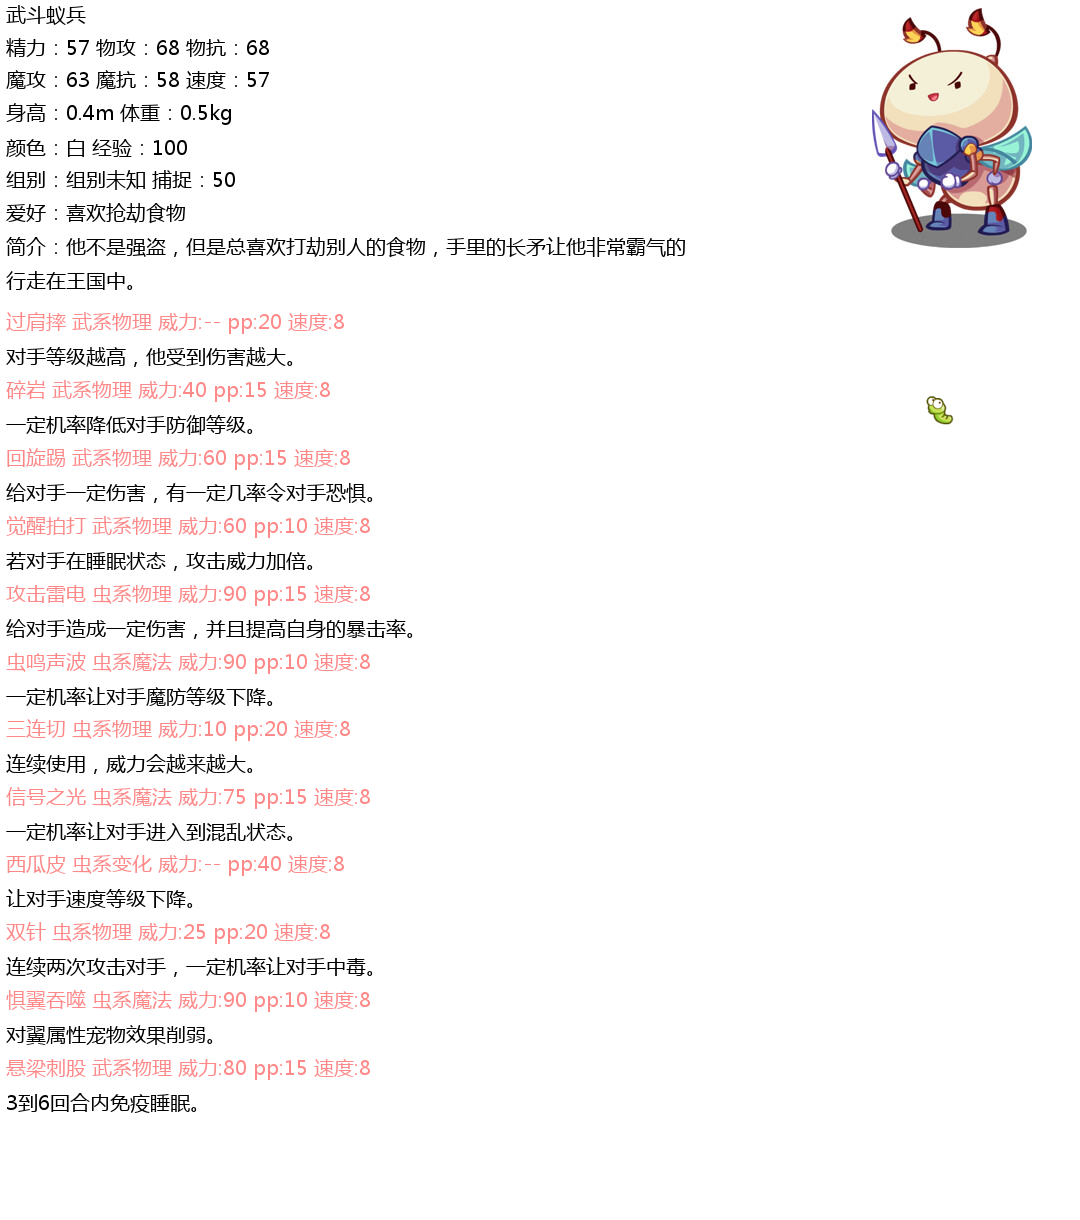 武斗蚁兵
精力：57 物攻：68 物抗：68
魔攻：63 魔抗：58 速度：57
身高：0.4m 体重：0.5kg
颜色：白 经验：100
组别：组别未知 捕捉：50
爱好：喜欢抢劫食物
简介：他不是强盗，但是总喜欢打劫别人的食物，手里的长矛让他非常霸气的
行走在王国中。
过肩摔 武系物理 威力:-- pp:20 速度:8
对手等级越高，他受到伤害越大。
碎岩 武系物理 威力:40 pp:15 速度:8
一定机率降低对手防御等级。
回旋踢 武系物理 威力:60 pp:15 速度:8
给对手一定伤害，有一定几率令对手恐惧。
觉醒拍打 武系物理 威力:60 pp:10 速度:8
若对手在睡眠状态，攻击威力加倍。
攻击雷电 虫系物理 威力:90 pp:15 速度:8
给对手造成一定伤害，并且提高自身的暴击率。
虫鸣声波 虫系魔法 威力:90 pp:10 速度:8
一定机率让对手魔防等级下降。
三连切 虫系物理 威力:10 pp:20 速度:8
连续使用，威力会越来越大。
信号之光 虫系魔法 威力:75 pp:15 速度:8
一定机率让对手进入到混乱状态。
西瓜皮 虫系变化 威力:-- pp:40 速度:8
让对手速度等级下降。
双针 虫系物理 威力:25 pp:20 速度:8
连续两次攻击对手，一定机率让对手中毒。
惧翼吞噬 虫系魔法 威力:90 pp:10 速度:8
对翼属性宠物效果削弱。
悬梁刺股 武系物理 威力:80 pp:15 速度:8
3到6回合内免疫睡眠。